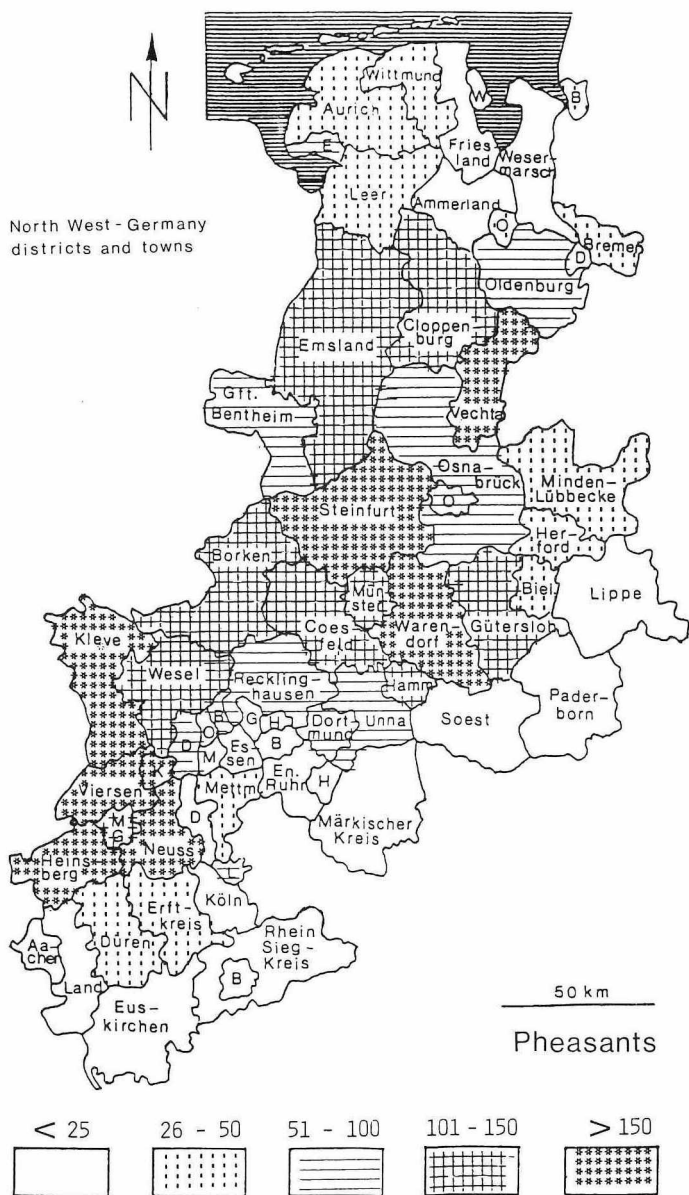 N
Wittmund
Aurich
W
B
E
Fries-
land
Weser-
marsch
Leer
Ammerland
North West-Germany
districts and towns
O
Bremen
D
Oldenburg
Cloppen-
burg
Emsland
Gft.
Bentheim
Vechta
Osna-
brück
O
Minden-
Lübbecke
Steinfurt
Her-
ford
Borken
Mün-
ster
Biel.
Lippe
Kleve
Coes-
feld
Waren-
dorf
Gütersloh
Wesel
Reckling-
hausen
Hamm
Pader-
born
Dort-
mund
Unna
Soest
B
G
H
O
D
Es-
sen
B
M
K
En.
Ruhr
H
Viersen
Mettm.
D
M
G
Märkischer
Kreis
Neuss
Heins-
berg
L
Köln
Erft-
kreis
Düren
Rhein
Sieg-
Kreis
Aa-
chen
Land
B
Eus-
kirchen
50 km
Pheasants
< 25
26 - 50
51 - 100
101-150
> 150